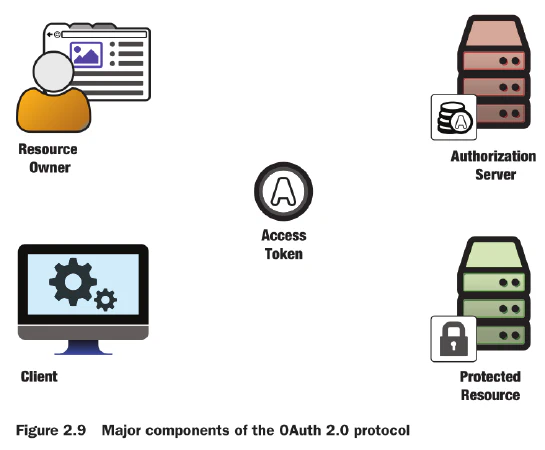 Resource
Owner
Authorization
Server
A
Access
Token
Client
Protected
Resource
Figure 2.9 Major components of the OAuth 2.0 protocol